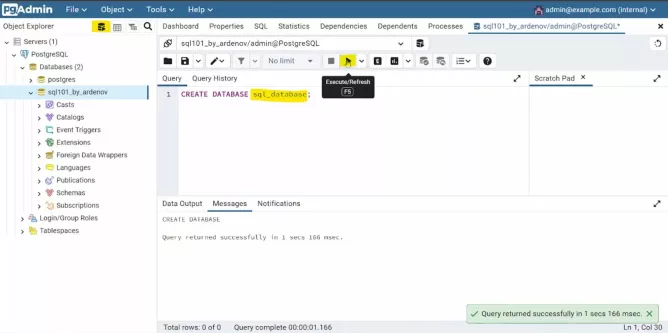 pgAdmin File Object Tools Help admin@example.com (internal)
Object Explorer
Dashboard Properties SQL Statistics Dependencies Dependents Processes sql101_by_ardenov/admin@PostgreSQL*
Servers (1)
PostgreSQL
Databases (2)
postgres
sql101_by_ardenov
Casts
Catalogs
Event Triggers
Extensions
Foreign Data Wrappers
Languages
Publications
Schemas
Subscriptions
Login/Group Roles
Tablespaces
sql101_by_ardenov/admin@PostgreSQL
No limit
E
Execute/Refresh
F5
Query Query History
Scratch Pad
1 CREATE DATABASE sql_database;
Data Output Messages Notifications
CREATE DATABASE
Query returned successfully in 1 secs 166 msec.
Query returned successfully in 1 secs 166 msec.
Total rows: 0 of 0 Query complete 00:00:01.166 Ln 1, Col 30